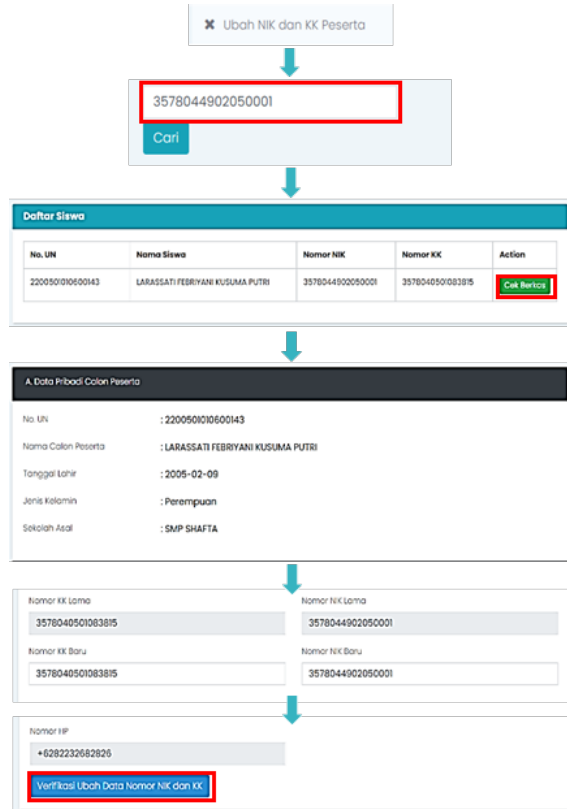 ✖ Ubah NIK dan KK Peserta
3578044902050001
Cari
Daftar Siswa
No. UN Nama Siswa Nomor NIK Nomor KK Action
2200501010600143 LARASSATI FEBRIYANI KUSUMA PUTRI 3578044902050001 3578040501083815 Cek Berkas
A. Data Pribadi Calon Peserta
No. UN : 2200501010600143
Nama Calon Peserta : LARASSATI FEBRIYANI KUSUMA PUTRI
Tanggal Lahir : 2005-02-09
Jenis Kelamin : Perempuan
Sekolah Asal : SMP SHAFTA
Nomor KK Lama Nomor NIK Lama
3578040501083815 3578044902050001
Nomor KK Baru Nomor NIK Baru
3578040501083815 3578044902050001
Nomor HP
+6282232682826
Verifikasi Ubah Data Nomor NIK dan KK